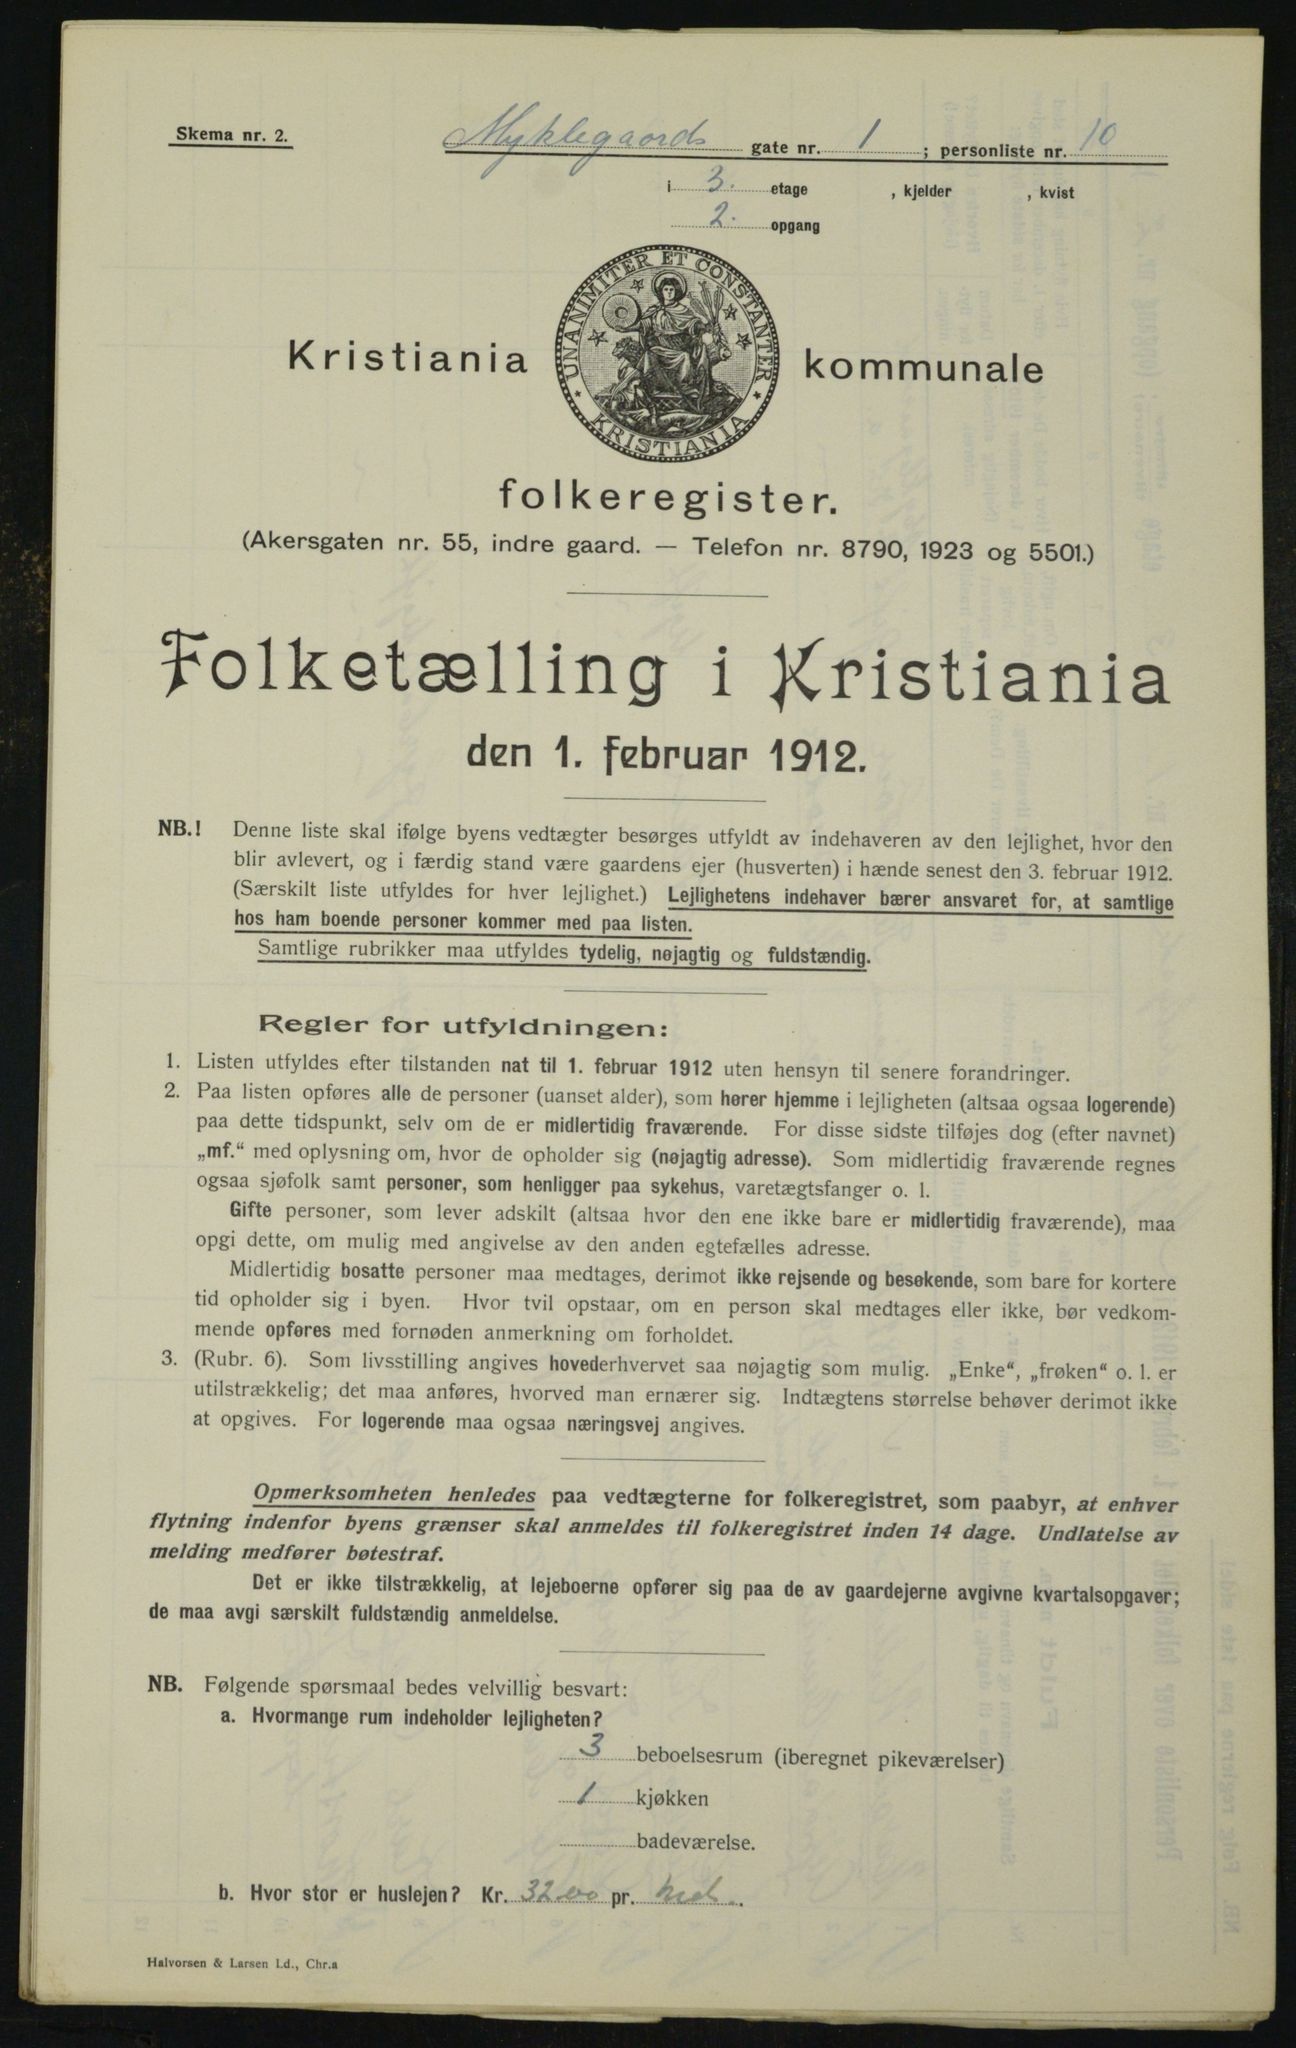 Skema nr. 2.
Myklegaards gate nr. 1 ; personliste nr. 10
i 3. etage , kjelder , kvist
2. opgang
UNANIMITER ET CONSTANTER
KRISTIANIA
Kristiania kommunale
folkeregister.
(Akersgaten nr. 55, indre gaard. — Telefon nr. 8790, 1923 og 5501.)
Folketælling i Kristiania
den 1. februar 1912.
NB.! Denne liste skal ifølge byens vedtægter besørges utfyldt av indehaveren av den lejlighet, hvor den
blir avlevert, og i færdig stand være gaardens ejer (husverten) i hænde senest den 3. februar 1912.
(Særskilt liste utfyldes for hver lejlighet.) Lejlighetens indehaver bærer ansvaret for, at samtlige
hos ham boende personer kommer med paa listen.
Samtlige rubrikker maa utfyldes tydelig, nøjagtig og fuldstændig.
Regler for utfyldningen:
1. Listen utfyldes efter tilstanden nat til 1. februar 1912 uten hensyn til senere forandringer.
2. Paa listen opføres alle de personer (uanset alder), som hører hjemme i lejligheten (altsaa ogsaa logerende)
paa dette tidspunkt, selv om de er midlertidig fraværende. For disse sidste tilføjes dog (efter navnet)
„mf.“ med oplysning om, hvor de opholder sig (nøjagtig adresse). Som midlertidig fraværende regnes
ogsaa sjøfolk samt personer, som henligger paa sykehus, varetægtsfanger o. l.
Gifte personer, som lever adskilt (altsaa hvor den ene ikke bare er midlertidig fraværende), maa
opgi dette, om mulig med angivelse av den anden egtefælles adresse.
Midlertidig bosatte personer maa medtages, derimot ikke rejsende og besøkende, som bare for kortere
tid opholder sig i byen. Hvor tvil opstaar, om en person skal medtages eller ikke, bør vedkom-
mende opføres med fornøden anmerkning om forholdet.
3. (Rubr. 6). Som livsstilling angives hovederhvervet saa nøjagtig som mulig. „Enke“, „frøken“ o. l. er
utilstrækkelig; det maa anføres, hvorved man ernærer sig. Indtægtens størrelse behøver derimot ikke
at opgives. For logerende maa ogsaa næringsvej angives.
Opmerksomheten henledes paa vedtægterne for folkeregistret, som paabyr, at enhver
flytning indenfor byens grænser skal anmeldes til folkeregistret inden 14 dage. Undlatelse av
melding medfører bøtestraf.
Det er ikke tilstrækkelig, at lejeboerne opfører sig paa de av gaardejerne avgivne kvartalsopgaver;
de maa avgi særskilt fuldstændig anmeldelse.
NB. Følgende spørsmaal bedes velvillig besvart:
a. Hvormange rum indeholder lejligheten?
3 beboelsesrum (iberegnet pikeværelser)
1 kjøkken
badeværelse.
b. Hvor stor er huslejen? Kr. 32.00 pr. Md.
Halvorsen & Larsen Ld., Chr.a